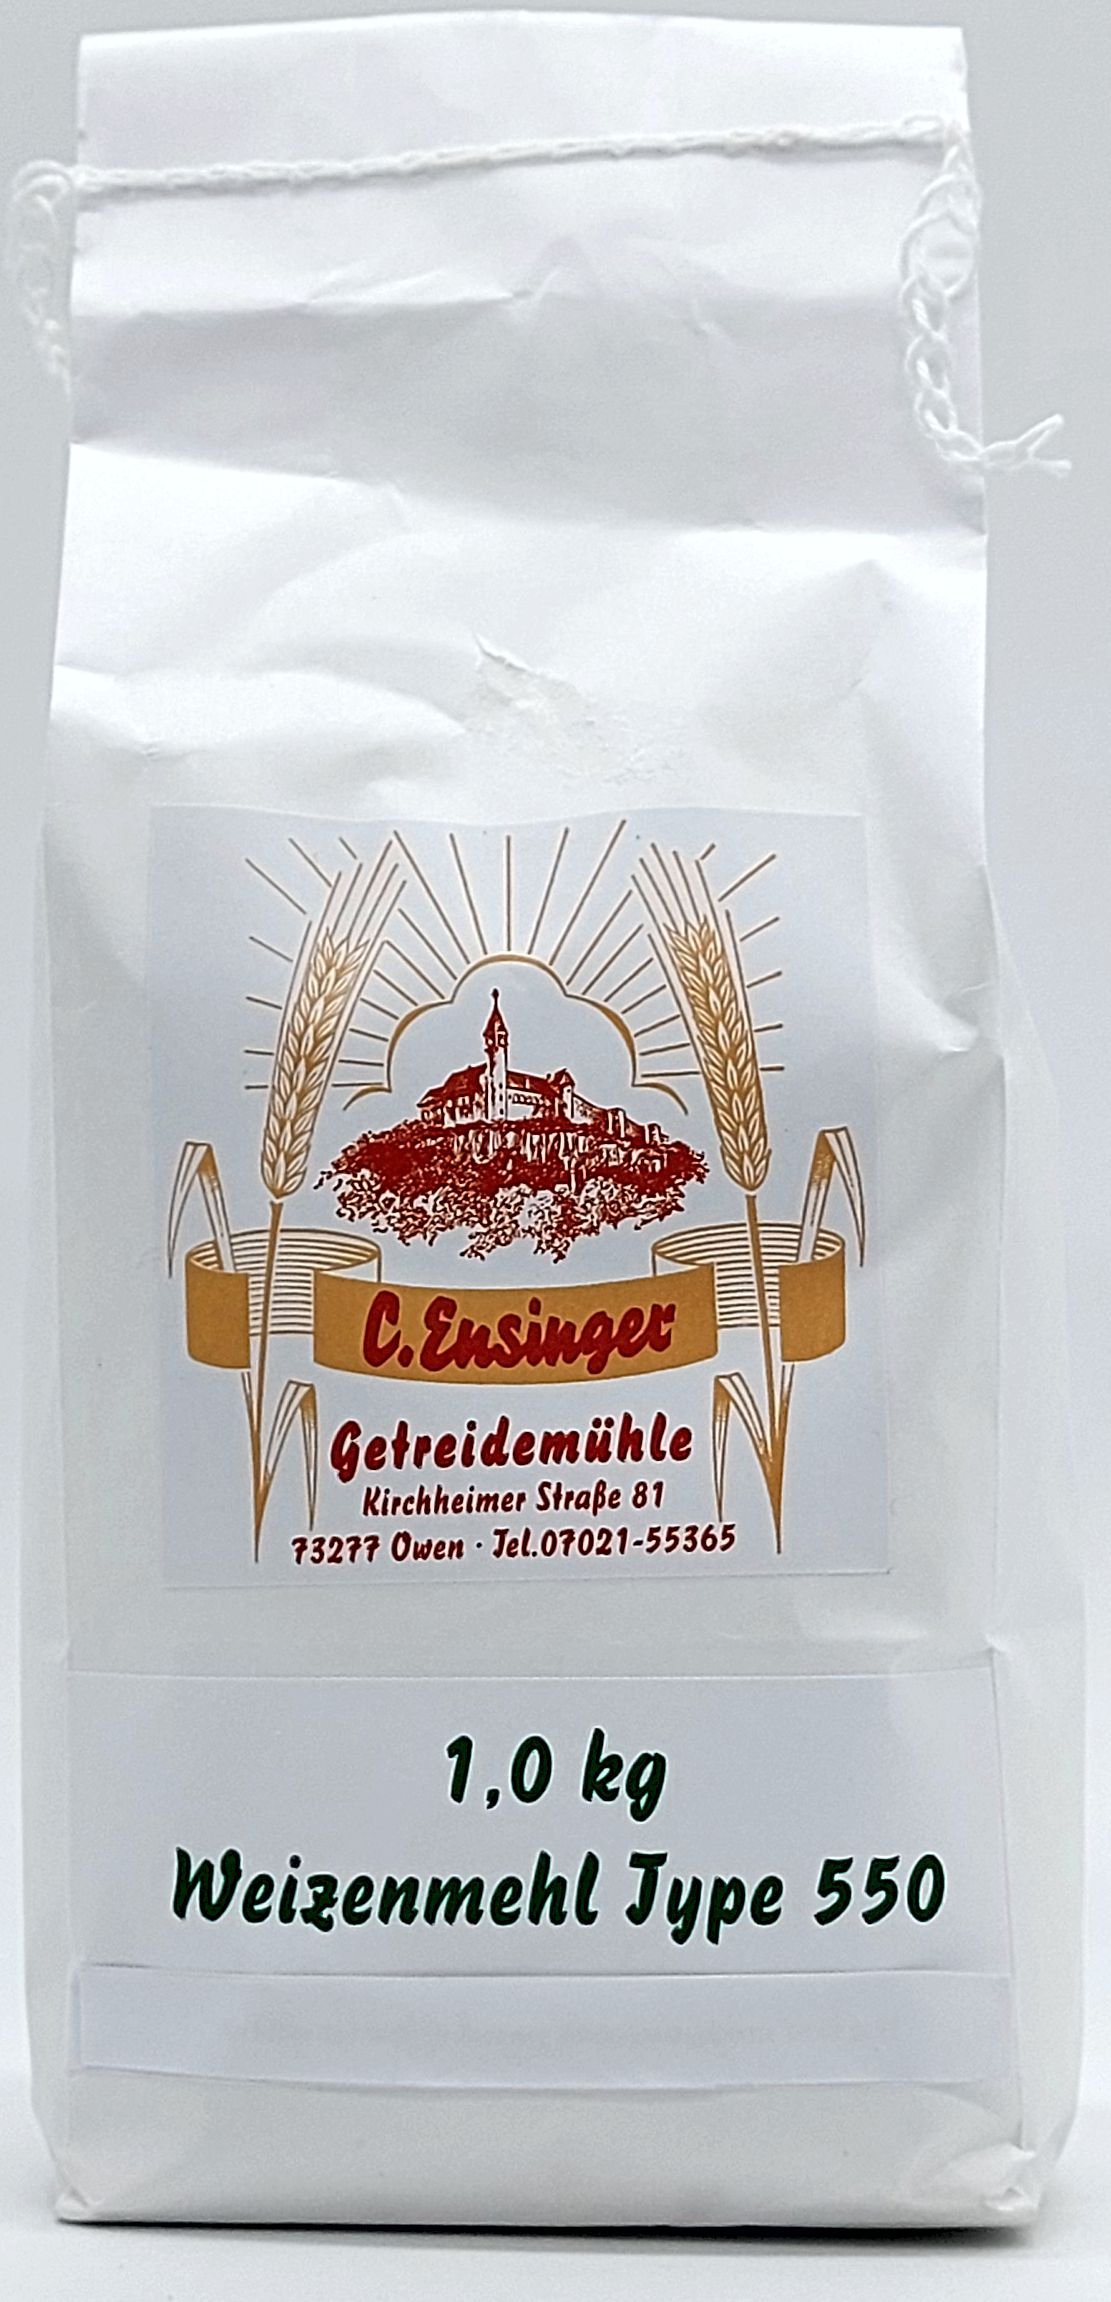 C. Ensinger
Getreidemühle
Kirchheimer Straße 81
73277 Owen · Tel.07021-55365
1,0 kg
Weizenmehl Type 550